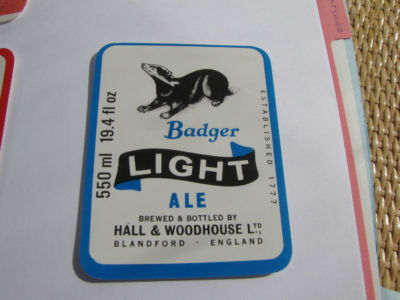 Badger
LIGHT
ALE
BREWED & BOTTLED BY
HALL & WOODHOUSE LTD.,
BLANDFORD · ENGLAND
550 ml 19.4 fl oz
ESTABLISHED 1777